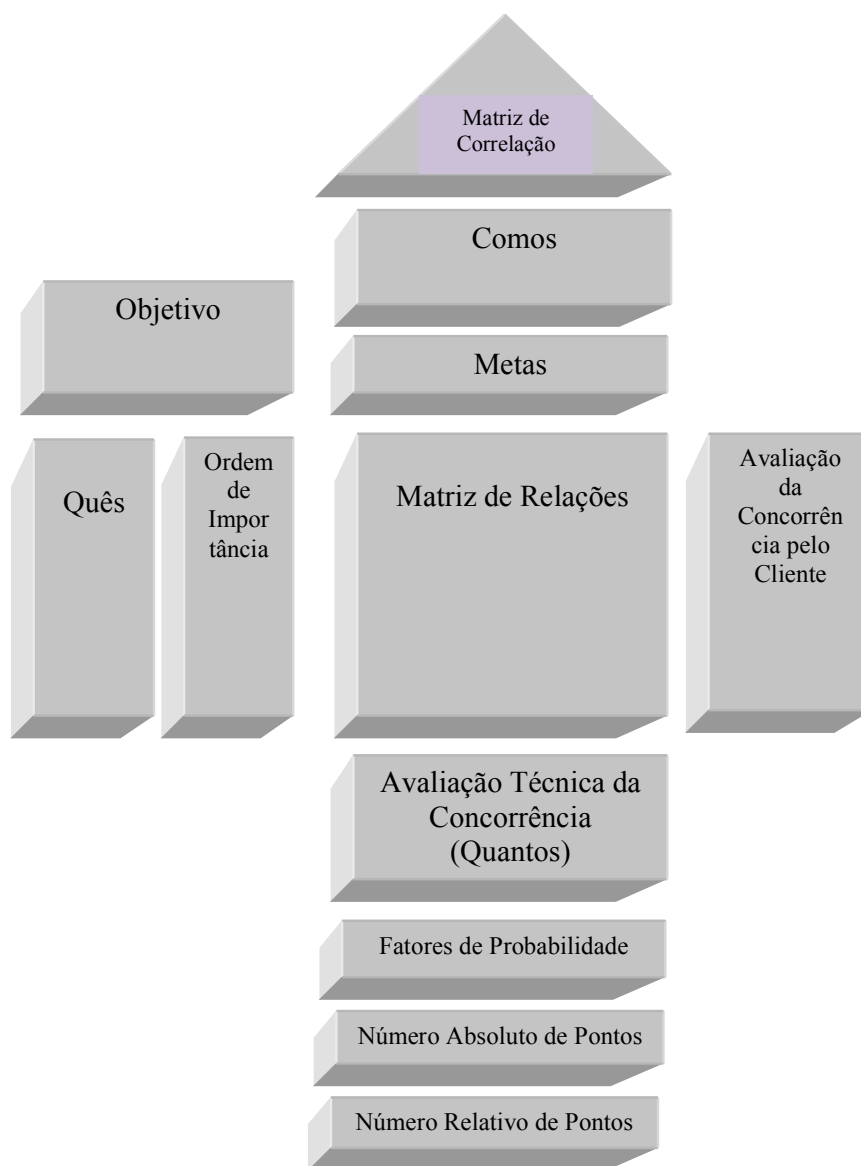 Matriz de
Correlação
Comos
Objetivo
Metas
Quês
Ordem
de
Impor
tância
Matriz de Relações
Avaliação
da
Concorrên
cia pelo
Cliente
Avaliação Técnica da
Concorrência
(Quantos)
Fatores de Probabilidade
Número Absoluto de Pontos
Número Relativo de Pontos